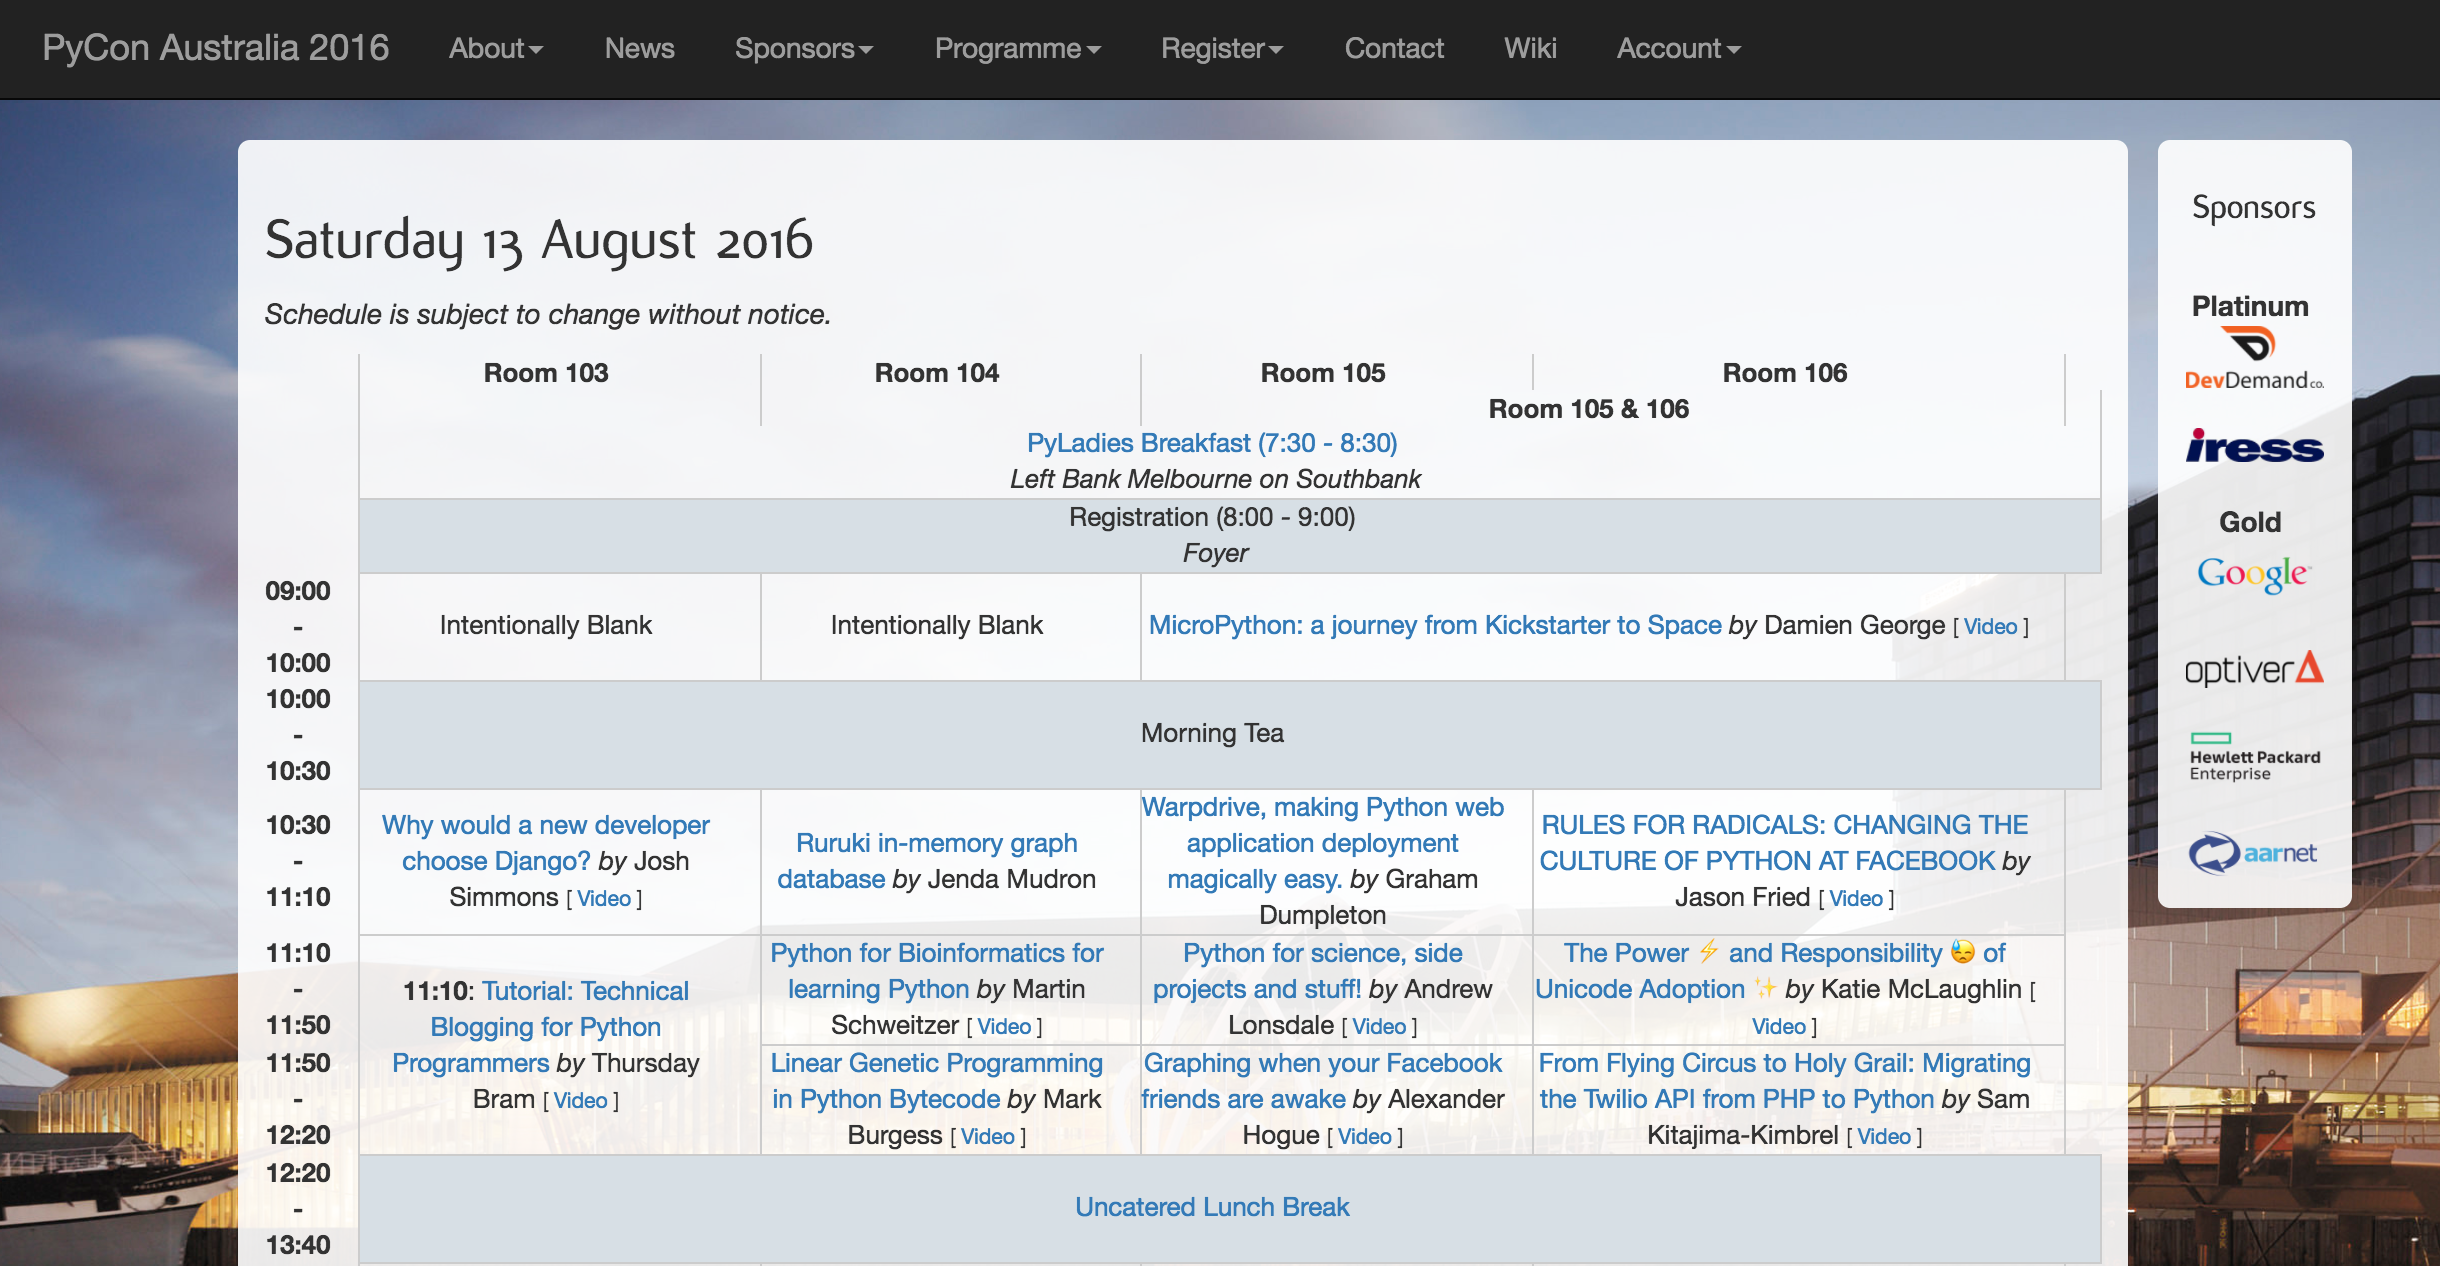 PyCon Australia 2016 About News Sponsors Programme Register Contact Wiki Account
Saturday 13 August 2016
Schedule is subject to change without notice.
Room 103 Room 104 Room 105 Room 106
Room 105 & 106
PyLadies Breakfast (7:30 - 8:30)
Left Bank Melbourne on Southbank
Registration (8:00 - 9:00)
Foyer
09:00
-
10:00
Intentionally Blank
Intentionally Blank
MicroPython: a journey from Kickstarter to Space by Damien George [ Video ]
10:00
-
10:30
Morning Tea
10:30
-
11:10
Why would a new developer
choose Django? by Josh
Simmons [ Video ]
Ruruki in-memory graph
database by Jenda Mudron
Warpdrive, making Python web
application deployment
magically easy. by Graham
Dumpleton
RULES FOR RADICALS: CHANGING THE
CULTURE OF PYTHON AT FACEBOOK by
Jason Fried [ Video ]
11:10
-
11:50
11:10: Tutorial: Technical
Blogging for Python
Programmers by Thursday
Bram [ Video ]
Python for Bioinformatics for
learning Python by Martin
Schweitzer [ Video ]
Python for science, side
projects and stuff! by Andrew
Lonsdale [ Video ]
The Power ⚡ and Responsibility 😓 of
Unicode Adoption ✨ by Katie McLaughlin [
Video ]
11:50
-
12:20
Linear Genetic Programming
in Python Bytecode by Mark
Burgess [ Video ]
Graphing when your Facebook
friends are awake by Alexander
Hogue [ Video ]
From Flying Circus to Holy Grail: Migrating
the Twilio API from PHP to Python by Sam
Kitajima-Kimbrel [ Video ]
12:20
-
13:40
Uncatered Lunch Break
Sponsors
Platinum
DevDemand co.
iress
Gold
Google
optiver
Hewlett Packard
Enterprise
aarnet